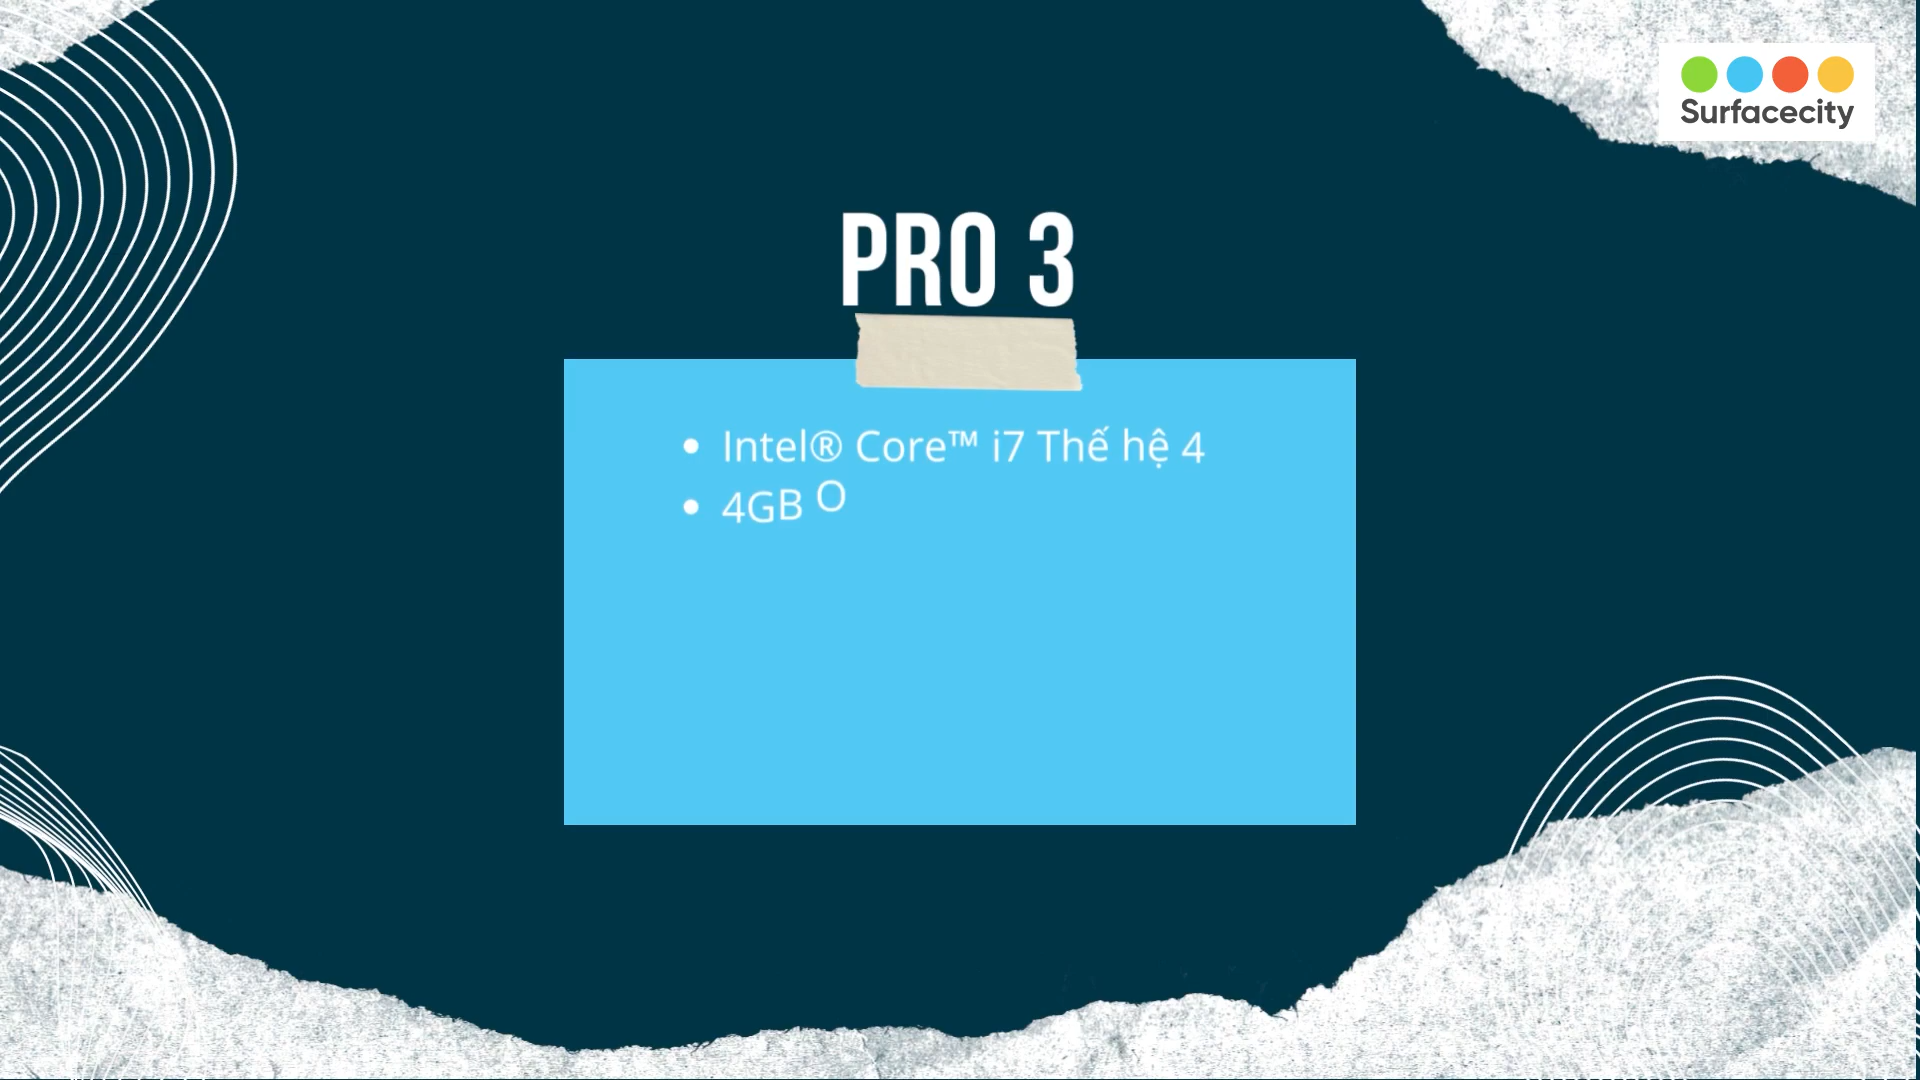 Surfacecity
PRO 3
• Intel® Core™ i7 Thế hệ 4
• 4GB O